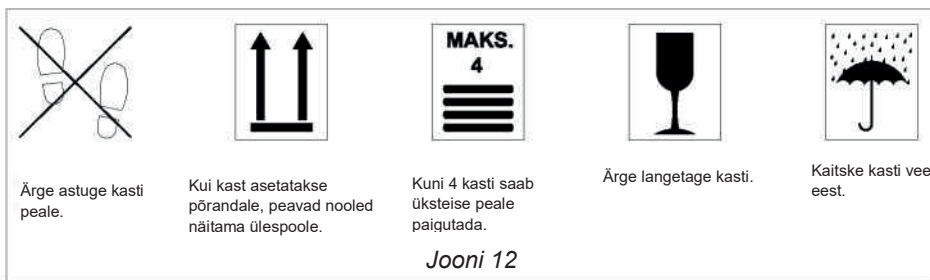 MAKS.
4
Ärge astuge kasti
peale.
Kui kast asetatakse
põrandale, peavad nooled
näitama ülespoole.
Kuni 4 kasti saab
üksteise peale
paigutada.
Ärge langetage kasti.
Kaitske kasti vee
eest.
Jooni 12